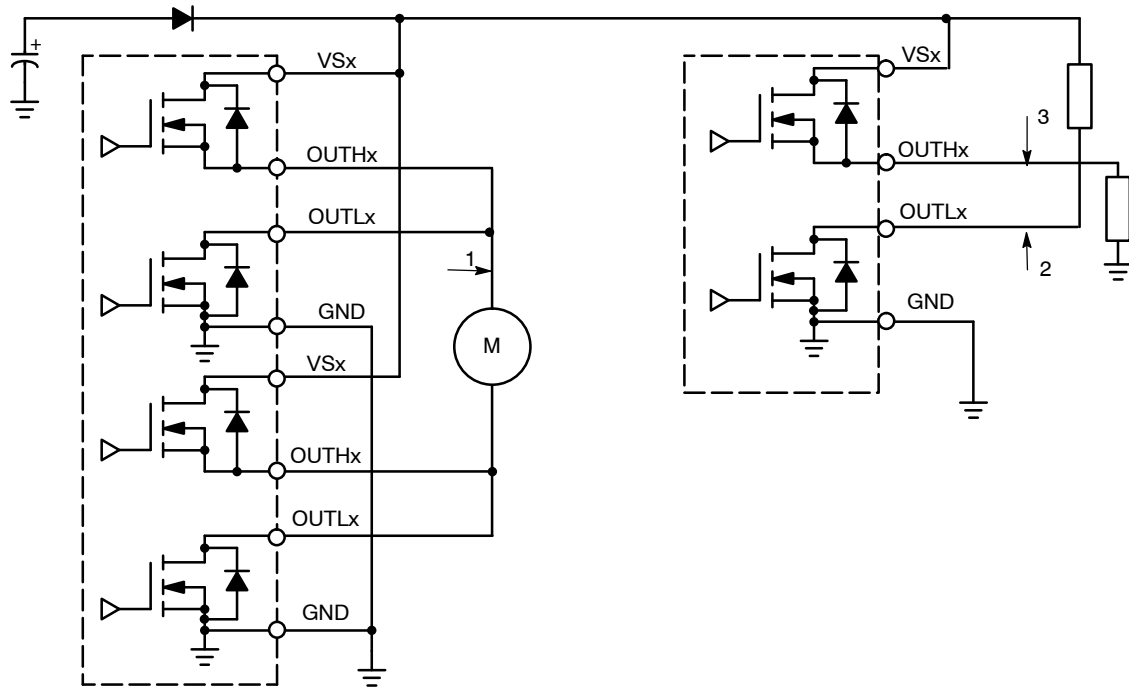 +
VSx
OUTHx
OUTLx
1
GND
VSx
M
OUTHx
OUTLx
GND
VSx
3
OUTHx
OUTLx
2
GND